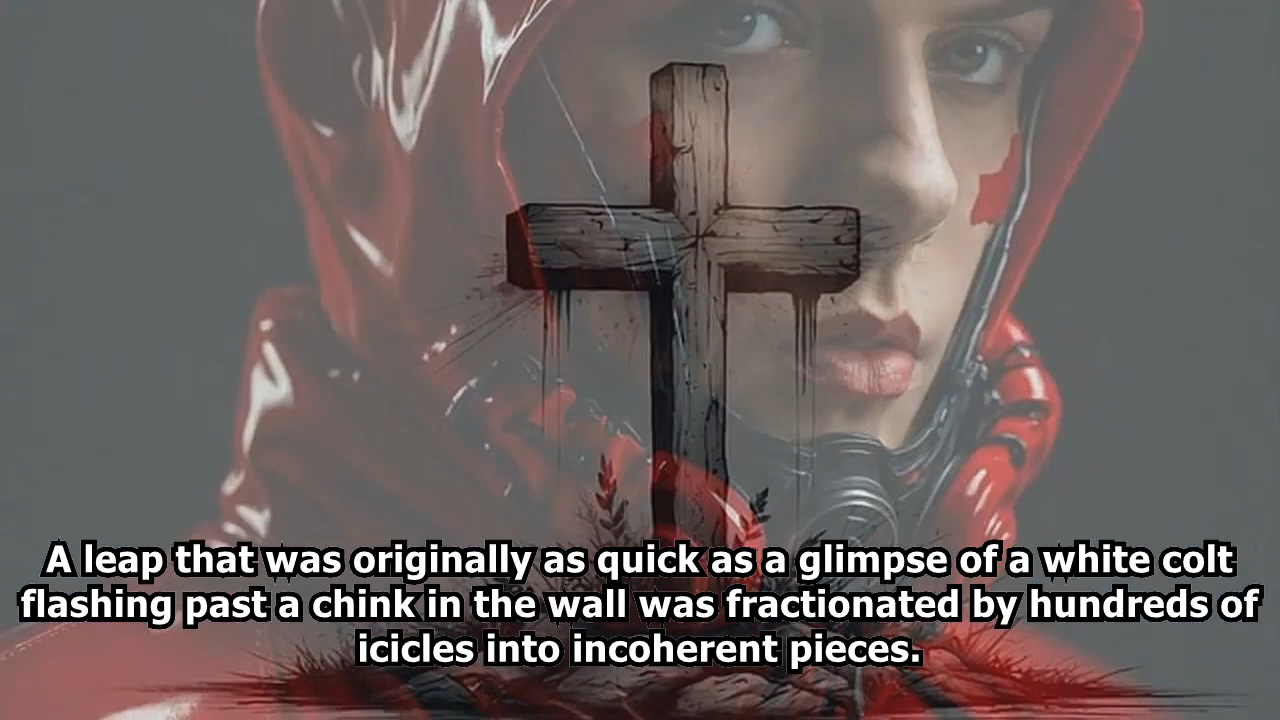 A leap that was originally as quick as a glimpse of a white colt
flashing past a chink in the wall was fractionated by hundreds of
icicles into incoherent pieces.